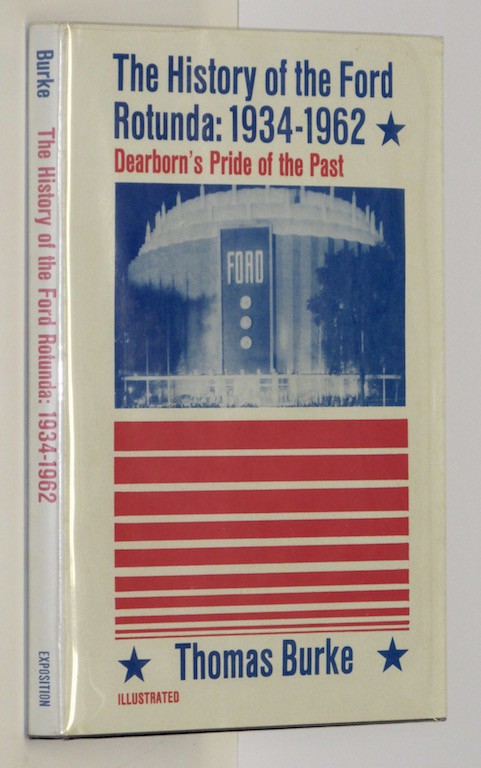 Burke
The History of the Ford Rotunda: 1934-1962
EXPOSITION
The History of the Ford
Rotunda: 1934-1962
Dearborn's Pride of the Past
FORD
Thomas Burke
ILLUSTRATED